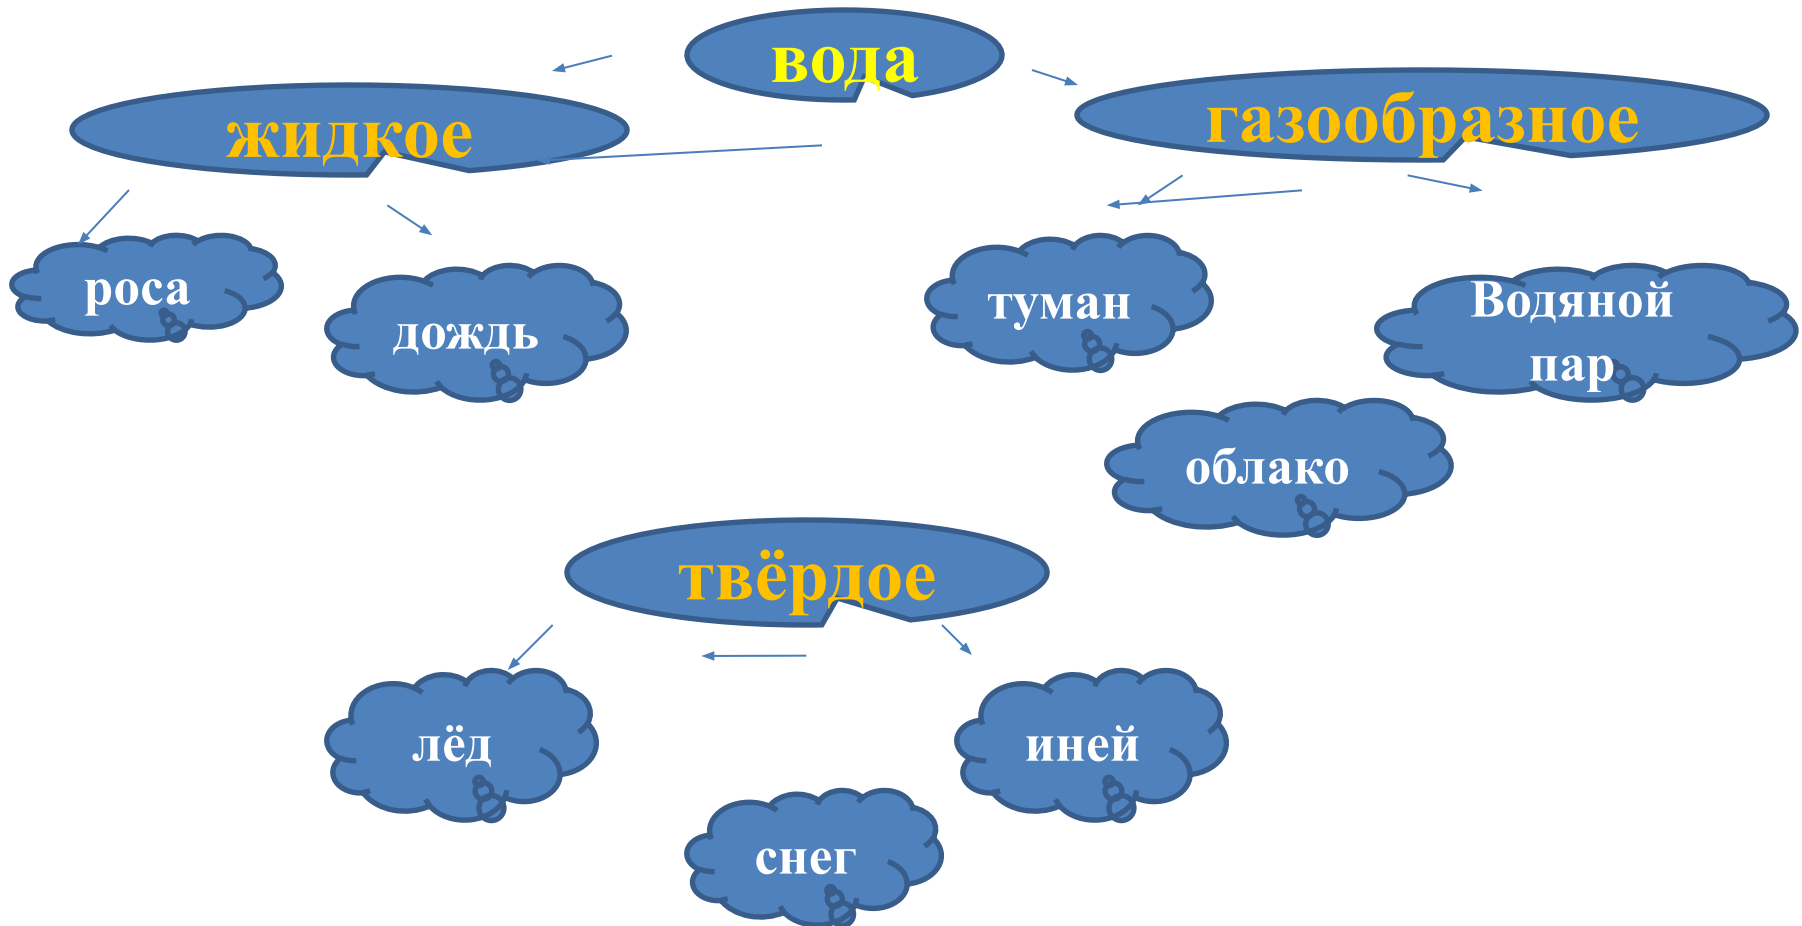 вода
жидкое
газообразное
роса
дождь
туман
Водяной
пар
облако
твёрдое
лёд
иней
снег